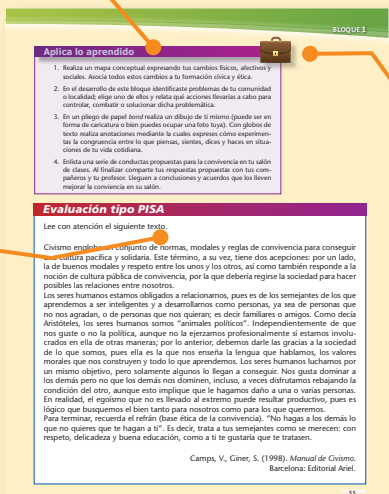 BLOQUE 1
Aplica lo aprendido
1. Realiza un mapa conceptual expresando tus cambios físicos, afectivos y
sociales. Asocia todos estos cambios a tu formación cívica y ética.
2. En el desarrollo de este bloque identificaste problemas de tu comunidad
o localidad; elige uno de ellos y relata qué acciones llevarías a cabo para
controlar, combatir o solucionar dicha problemática.
3. En un pliego de papel bond realiza un dibujo de ti mismo (puede ser en
forma de caricatura o bien puedes ocupar una foto tuya). Con globos de
texto realiza anotaciones mediante la cuales expreses cómo experimen-
tas la congruencia entre lo que piensas, sientes, dices y haces en situa-
ciones de tu vida cotidiana.
4. Enlista una serie de conductas propuestas para la convivencia en tu salón
de clases. Al finalizar comparte tus respuestas propuestas con tus com-
pañeros y tu profesor. Lleguen a conclusiones y acuerdos que los lleven
mejorar la convivencia en su salón.
Evaluación tipo PISA
Lee con atención el siguiente texto.
Civismo engloba un conjunto de normas, modales y reglas de convivencia para conseguir
una cultura pacífica y solidaria. Este término, a su vez, tiene dos acepciones: por un lado,
la de buenos modales y respeto entre los unos y los otros, así como también responde a la
noción de cultura pública de convivencia, por la que debería regirse la sociedad para hacer
posibles las relaciones entre nosotros.
Los seres humanos estamos obligados a relacionarnos, pues es de los semejantes de los que
aprendemos a ser inteligentes y a desarrollarnos como personas, ya sea de personas que
no nos agradan, o de personas que nos quieran; es decir familiares o amigos. Como decía
Aristóteles, los seres humanos somos "animales políticos". Independientemente de que
nos guste o no la política, aunque no la ejerzamos profesionalmente sí estamos involu-
crados en ella de otras maneras; por lo anterior, debemos darle las gracias a la sociedad
de lo que somos, pues ella es la que nos enseña la lengua que hablamos, los valores
morales que nos construyen y todo lo que aprendemos. Los seres humanos luchamos por
un mismo objetivo, pero solamente algunos lo llegan a conseguir. Nos gusta dominar a
los demás pero no que los demás nos dominen, incluso, a veces disfrutamos rebajando la
condición del otro, aunque esto implique que le hagamos daño a una o varias personas.
En realidad, el egoísmo que no es llevado al extremo puede resultar productivo, pues es
lógico que busquemos el bien tanto para nosotros como para los que queremos.
Para terminar, recuerda el refrán (base ética de la convivencia). "No hagas a los demás lo
que no quieres que te hagan a ti". Es decir, trata a tus semejantes como se merecen: con
respeto, delicadeza y buena educación, como a ti te gustaría que te tratasen.
Camps, V., Giner, S. (1998). Manual de Civismo.
Barcelona: Editorial Ariel.
55